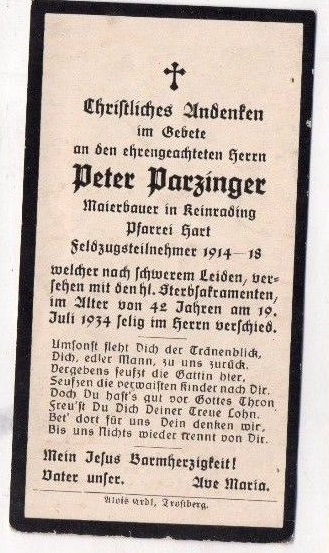 Christliches Andenken
im Gebete
an den ehrengeachteten Herrn
Peter Parzinger
Maierbauer in Keinrading
Pfarrei Hart
Feldzugsteilnehmer 1914–18
welcher nach schwerem Leiden, ver-
sehen mit den hl. Sterbsakramenten,
im Alter von 42 Jahren am 19.
Juli 1934 selig im Herrn verschied.
Umsonst fleht Dich der Tränenblick,
Dich, edler Mann, zu uns zurück.
Vergebens seufzt die Gattin hier,
Seufzen die verwaisten Kinder nach Dir.
Doch Du hast's gut vor Gottes Thron
Freu'st Du Dich Deiner Treue Lohn.
Bet' dort für uns Dein denken wir,
Bis uns Nichts wieder trennt von Dir.
Mein Jesus Barmherzigkeit!
Vater unser. Ave Maria.
Alois Erdl, Trostberg.